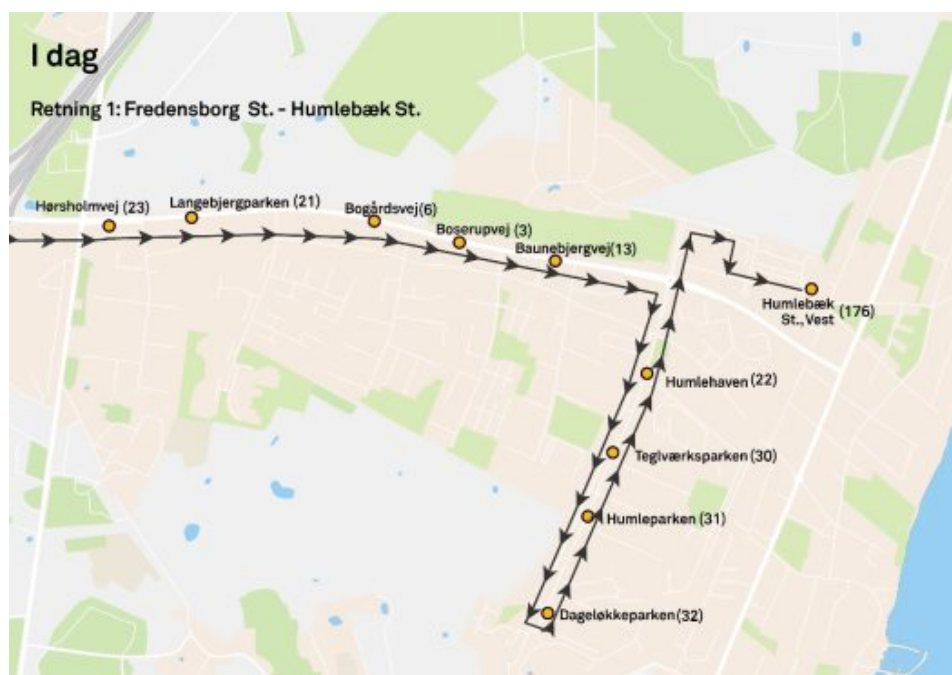 I dag
Retning 1: Fredensborg St. - Humlebæk St.
Hørsholmvej (23)
Langebjergparken (21)
Bogårdsvej(6)
Boserupvej (3)
Baunebjergvej(13)
Humlebæk
St., Vest (176)
Humlehaven (22)
Teglværksparken (30)
Humleparken (31)
Dageløkkeparken (32)